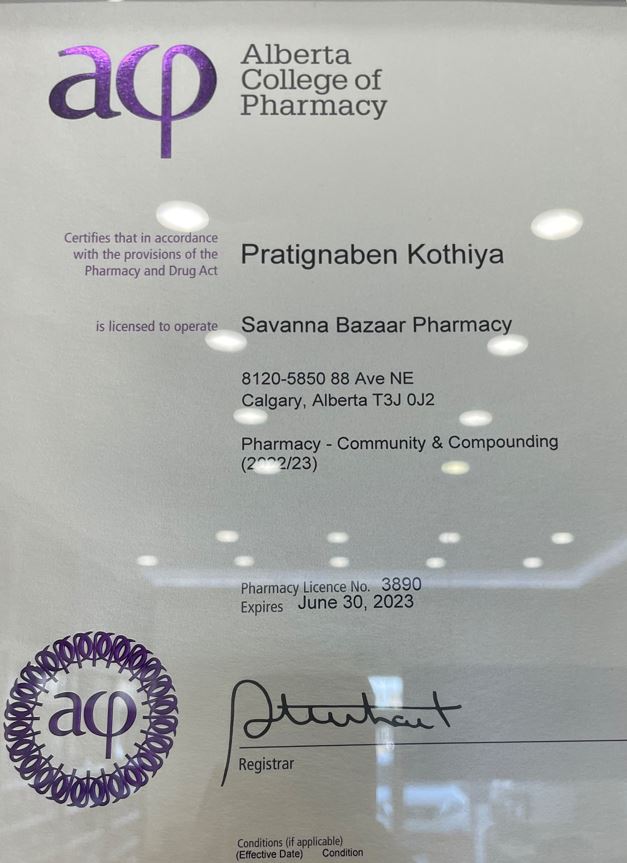 acp
Alberta
College of
Pharmacy
Certifies that in accordance
with the provisions of the
Pharmacy and Drug Act
Pratignaben Kothiya
is licensed to operate
Savanna Bazaar Pharmacy
8120-5850 88 Ave NE
Calgary, Alberta T3J 0J2
Pharmacy - Community & Compounding
(2022/23)
Pharmacy Licence No. 3890
Expires June 30, 2023
acp
Registrar
Conditions (if applicable)
(Effective Date) Condition